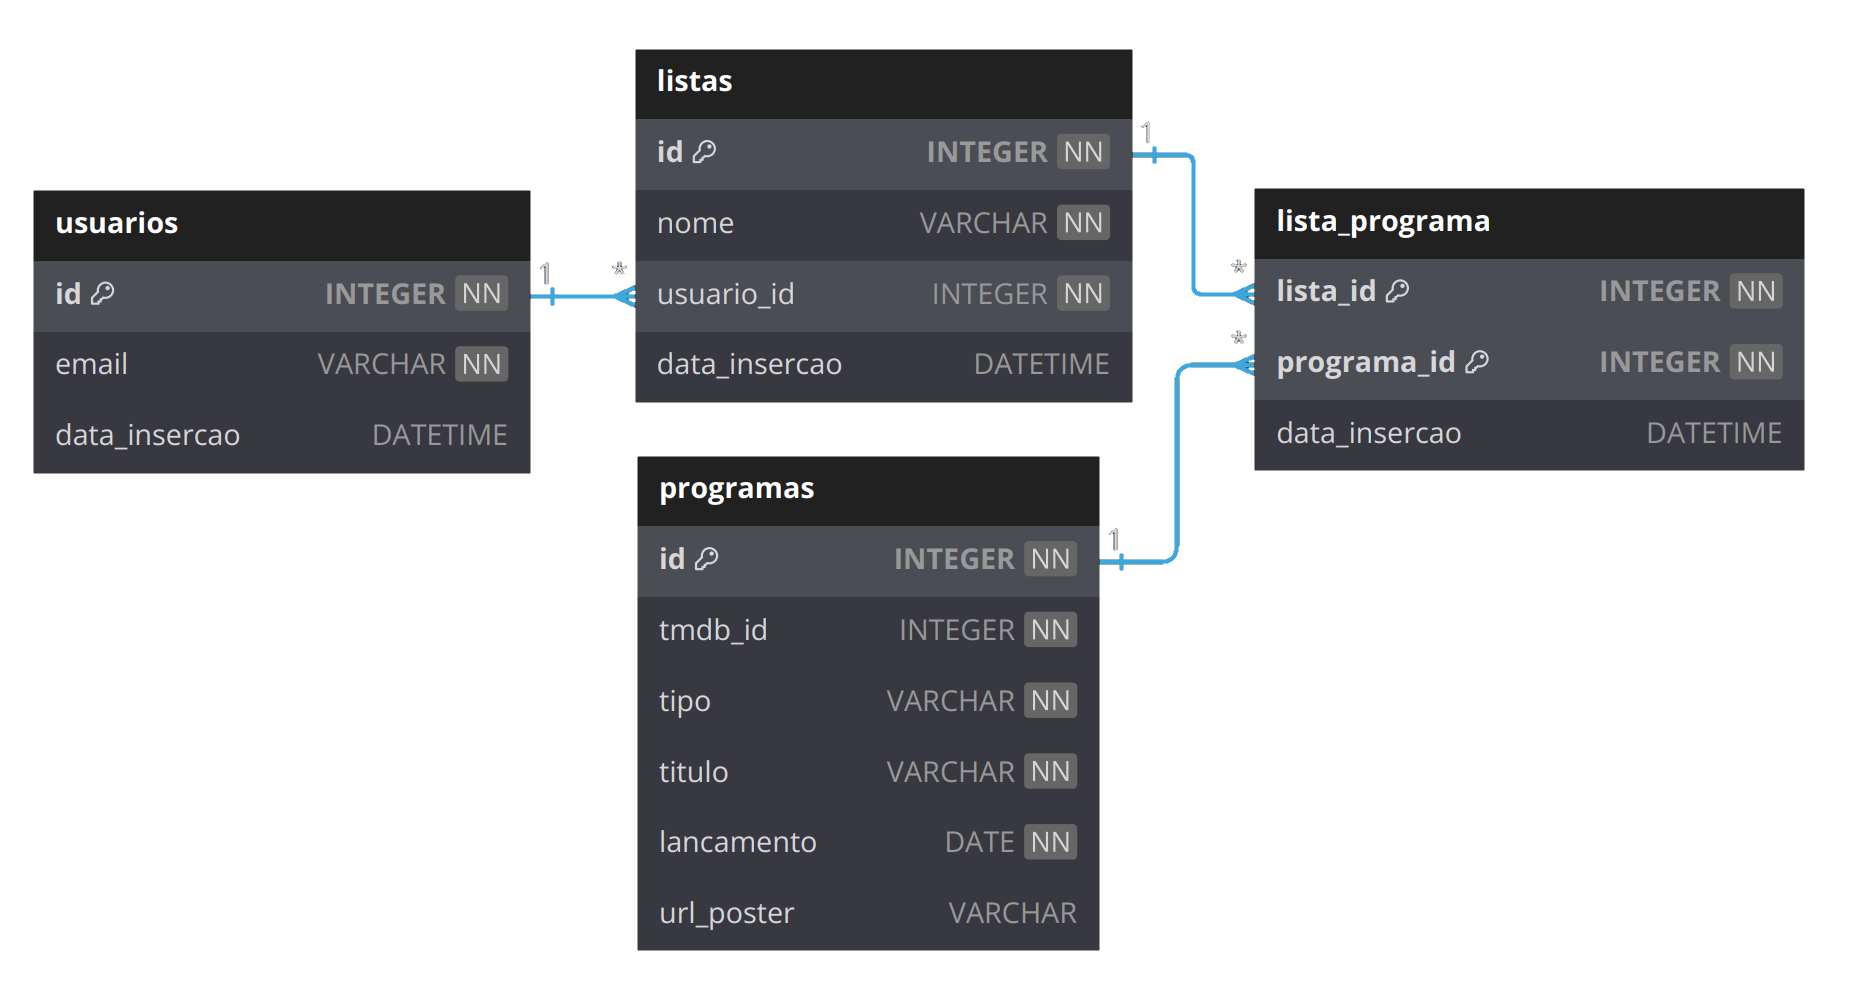 usuarios
id INTEGER NN
email VARCHAR NN
data_insercao DATETIME
1 *
listas
id INTEGER NN
nome VARCHAR NN
usuario_id INTEGER NN
data_insercao DATETIME
1
*
lista_programa
lista_id INTEGER NN
*
programa_id INTEGER NN
data_insercao DATETIME
programas
id INTEGER NN
1
tmdb_id INTEGER NN
tipo VARCHAR NN
titulo VARCHAR NN
lancamento DATE NN
url_poster VARCHAR